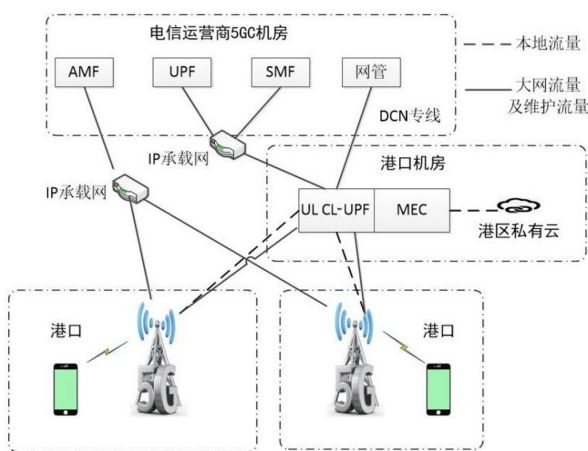 电信运营商5GC机房
AMF
UPF
SMF
网管
DCN专线
本地流量
大网流量
及维护流量
IP承载网
IP承载网
港口机房
UL CL-UPF
MEC
港区私有云
港口
5G
港口
5G